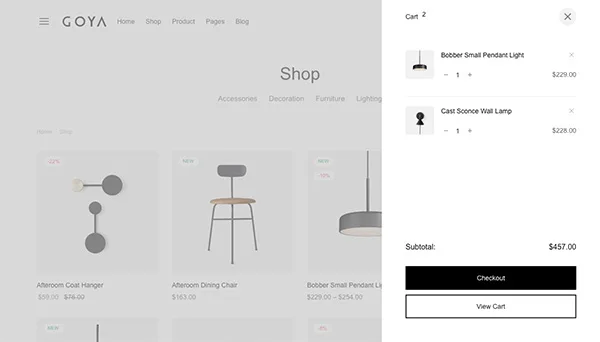 GOYA Home Shop Product Pages Blog
Shop
Accessories Decoration Furniture Lighting
Home Shop
-22%
NEW
NEW
Afteroom Coat Hanger
$59.00 $76.00
Afteroom Dining Chair
$163.00
Bobber Small Pendant Li
$229.00 – $254.00
NEW
Cart 2
Bobber Small Pendant Light
− 1 +
$229.00
Cast Sconce Wall Lamp
− 1 +
$228.00
Subtotal: $457.00
Checkout
View Cart